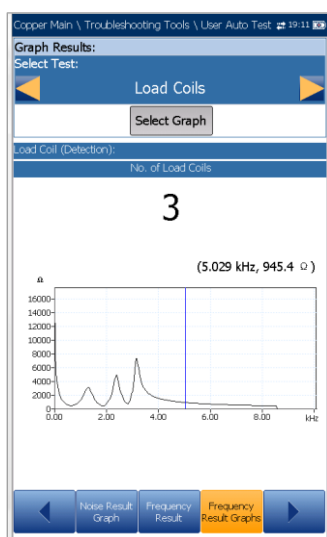 Copper Main \ Troubleshooting Tools \ User Auto Test 19:11
Graph Results:
Select Test:
Load Coils
Select Graph
Load Coil (Detection):
No. of Load Coils
3
(5.029 kHz, 945.4 Ω)
Ω
16000
14000
12000
10000
8000
6000
4000
2000
0
0.00 2.00 4.00 6.00 8.00 kHz
Noise Result Graph
Frequency Result
Frequency Result Graphs